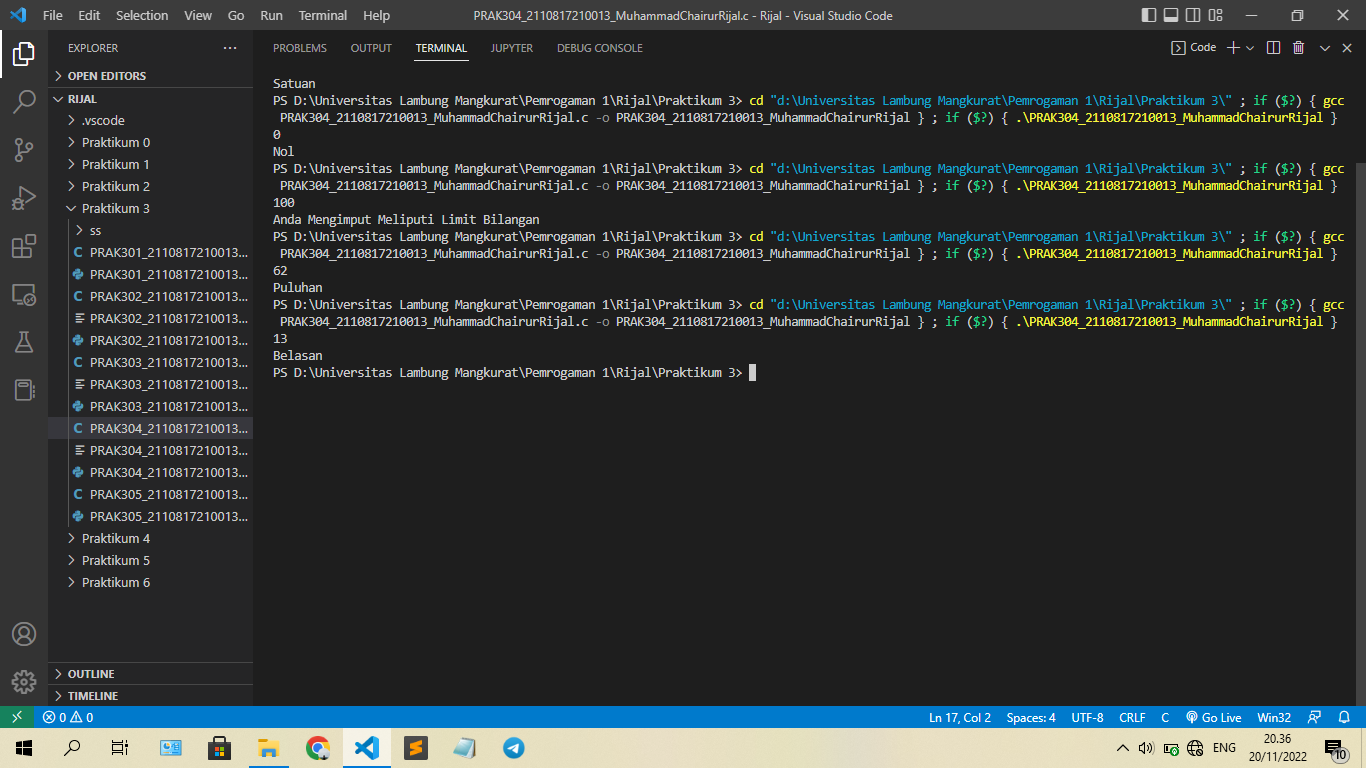 File Edit Selection View Go Run Terminal Help
PRAK304_2110817210013_MuhammadChairurRijal.c - Rijal - Visual Studio Code
EXPLORER
OPEN EDITORS
RIJAL
.vscode
Praktikum 0
Praktikum 1
Praktikum 2
Praktikum 3
ss
PRAK301_2110817210013...
PRAK301_2110817210013...
PRAK302_2110817210013...
PRAK302_2110817210013...
PRAK302_2110817210013...
PRAK303_2110817210013...
PRAK303_2110817210013...
PRAK303_2110817210013...
PRAK304_2110817210013...
PRAK304_2110817210013...
PRAK304_2110817210013...
PRAK305_2110817210013...
PRAK305_2110817210013...
Praktikum 4
Praktikum 5
Praktikum 6
OUTLINE
TIMELINE
PROBLEMS OUTPUT TERMINAL JUPYTER DEBUG CONSOLE
Code
Satuan
PS D:\Universitas Lambung Mangkurat\Pemrogaman 1\Rijal\Praktikum 3> cd "d:\Universitas Lambung Mangkurat\Pemrogaman 1\Rijal\Praktikum 3\" ; if ($?) { gcc
PRAK304_2110817210013_MuhammadChairurRijal.c -o PRAK304_2110817210013_MuhammadChairurRijal } ; if ($?) { .\PRAK304_2110817210013_MuhammadChairurRijal }
0
Nol
PS D:\Universitas Lambung Mangkurat\Pemrogaman 1\Rijal\Praktikum 3> cd "d:\Universitas Lambung Mangkurat\Pemrogaman 1\Rijal\Praktikum 3\" ; if ($?) { gcc
PRAK304_2110817210013_MuhammadChairurRijal.c -o PRAK304_2110817210013_MuhammadChairurRijal } ; if ($?) { .\PRAK304_2110817210013_MuhammadChairurRijal }
100
Anda Mengimput Meliputi Limit Bilangan
PS D:\Universitas Lambung Mangkurat\Pemrogaman 1\Rijal\Praktikum 3> cd "d:\Universitas Lambung Mangkurat\Pemrogaman 1\Rijal\Praktikum 3\" ; if ($?) { gcc
PRAK304_2110817210013_MuhammadChairurRijal.c -o PRAK304_2110817210013_MuhammadChairurRijal } ; if ($?) { .\PRAK304_2110817210013_MuhammadChairurRijal }
62
Puluhan
PS D:\Universitas Lambung Mangkurat\Pemrogaman 1\Rijal\Praktikum 3> cd "d:\Universitas Lambung Mangkurat\Pemrogaman 1\Rijal\Praktikum 3\" ; if ($?) { gcc
PRAK304_2110817210013_MuhammadChairurRijal.c -o PRAK304_2110817210013_MuhammadChairurRijal } ; if ($?) { .\PRAK304_2110817210013_MuhammadChairurRijal }
13
Belasan
PS D:\Universitas Lambung Mangkurat\Pemrogaman 1\Rijal\Praktikum 3>
0 0
Ln 17, Col 2 Spaces: 4 UTF-8 CRLF C Go Live Win32
ENG
20.36
20/11/2022
10